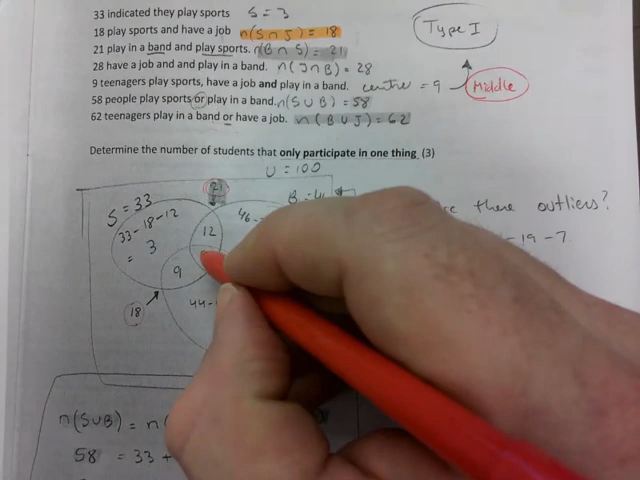 33 indicated they play sports S = 3
18 play sports and have a job n(S ∩ J) = 18
21 play in a band and play sports. n(B ∩ S) = 21
28 have a job and and play in a band. n(J ∩ B) = 28
9 teenagers play sports, have a job and play in a band. centre = 9 Middle
58 people play sports or play in a band. n(S ∪ B) = 58
62 teenagers play in a band or have a job. n(B ∪ J) = 62
Type I
Determine the number of students that only participate in one thing. (3)
U = 100
21
S = 33
33-18-12
= 3
12
46-
9
18
44-
there outliers?
- 19 - 7
n(SUB) = n(
58 = 33 +